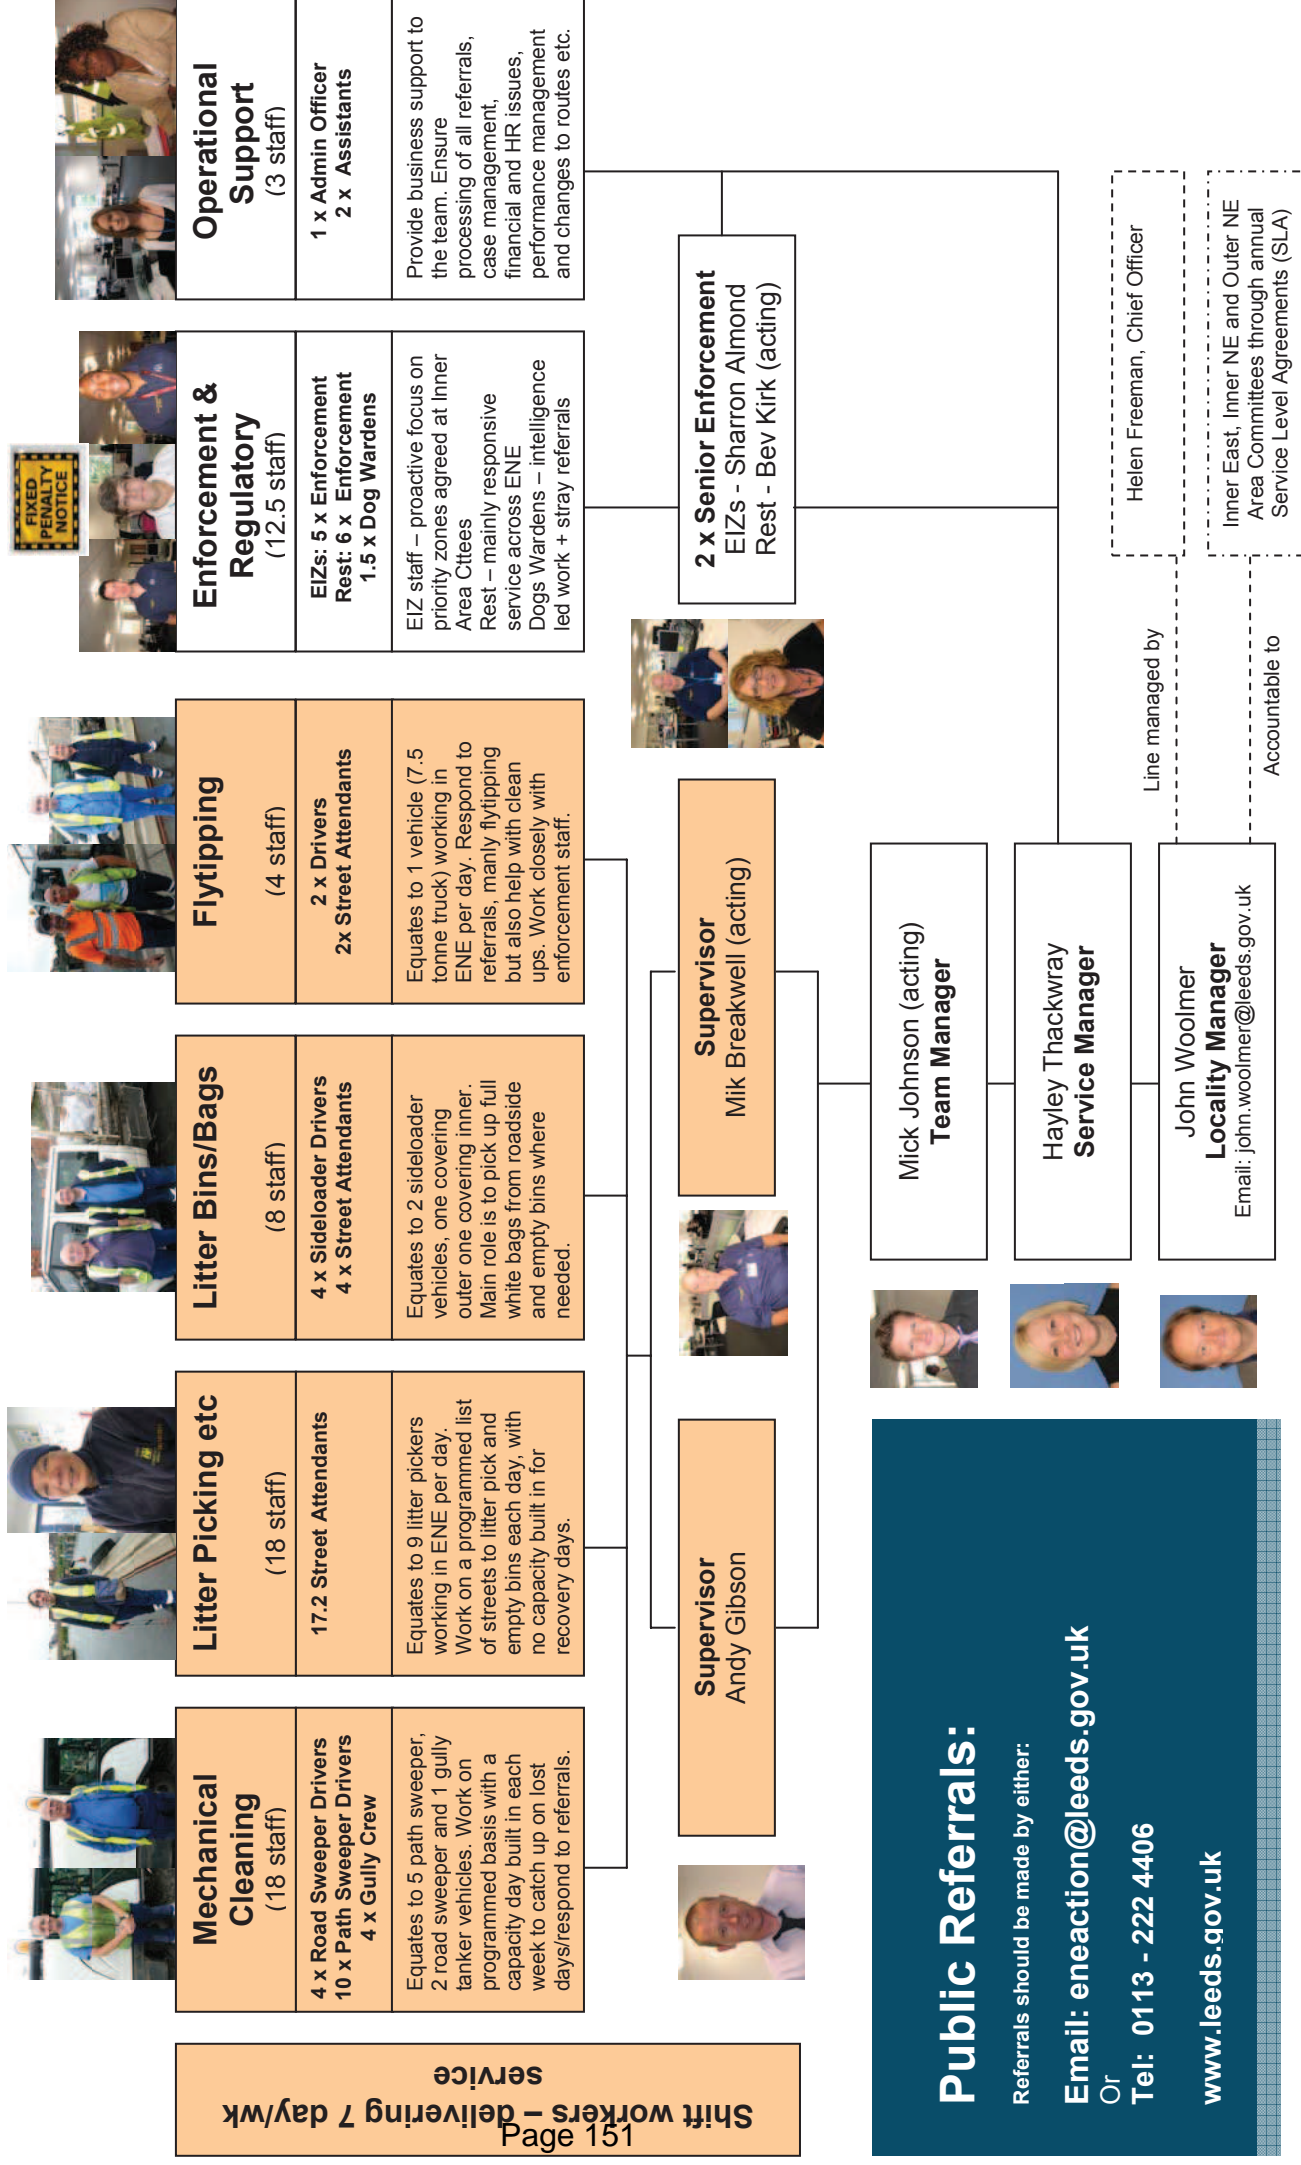 Shift workers – delivering 7 day/wk
service
Mechanical
Cleaning
(18 staff)
4 x Road Sweeper Drivers
10 x Path Sweeper Drivers
4 x Gully Crew
Equates to 5 path sweeper,
2 road sweeper and 1 gully
tanker vehicles. Work on
programmed basis with a
capacity day built in each
week to catch up on lost
days/respond to referrals.
Litter Picking etc
(18 staff)
17.2 Street Attendants
Equates to 9 litter pickers
working in ENE per day.
Work on a programmed list
of streets to litter pick and
empty bins each day, with
no capacity built in for
recovery days.
Litter Bins/Bags
(8 staff)
4 x Sideloader Drivers
4 x Street Attendants
Equates to 2 sideloader
vehicles, one covering
outer one covering inner.
Main role is to pick up full
white bags from roadside
and empty bins where
needed.
Flytipping
(4 staff)
2 x Drivers
2x Street Attendants
Equates to 1 vehicle (7.5
tonne truck) working in
ENE per day. Respond to
referrals, manly flytipping
but also help with clean
ups. Work closely with
enforcement staff.
FIXED
PENALTY
NOTICE
Enforcement &
Regulatory
(12.5 staff)
EIZs: 5 x Enforcement
Rest: 6 x Enforcement
1.5 x Dog Wardens
EIZ staff – proactive focus on
priority zones agreed at Inner
Area Cttees
Rest – mainly responsive
service across ENE
Dogs Wardens – intelligence
led work + stray referrals
Operational
Support
(3 staff)
1 x Admin Officer
2 x Assistants
Provide business support to
the team. Ensure
processing of all referrals,
case management,
financial and HR issues,
performance management
and changes to routes etc.
Supervisor
Andy Gibson
Supervisor
Mik Breakwell (acting)
2 x Senior Enforcement
EIZs - Sharron Almond
Rest - Bev Kirk (acting)
Mick Johnson (acting)
Team Manager
Hayley Thackwray
Service Manager
John Woolmer
Locality Manager
Email: john.woolmer@leeds.gov.uk
Line managed by
Helen Freeman, Chief Officer
Accountable to
Inner East, Inner NE and Outer NE
Area Committees through annual
Service Level Agreements (SLA)
Public Referrals:
Referrals should be made by either:
Email: eneaction@leeds.gov.uk
Or
Tel: 0113 - 222 4406
www.leeds.gov.uk
Page 151